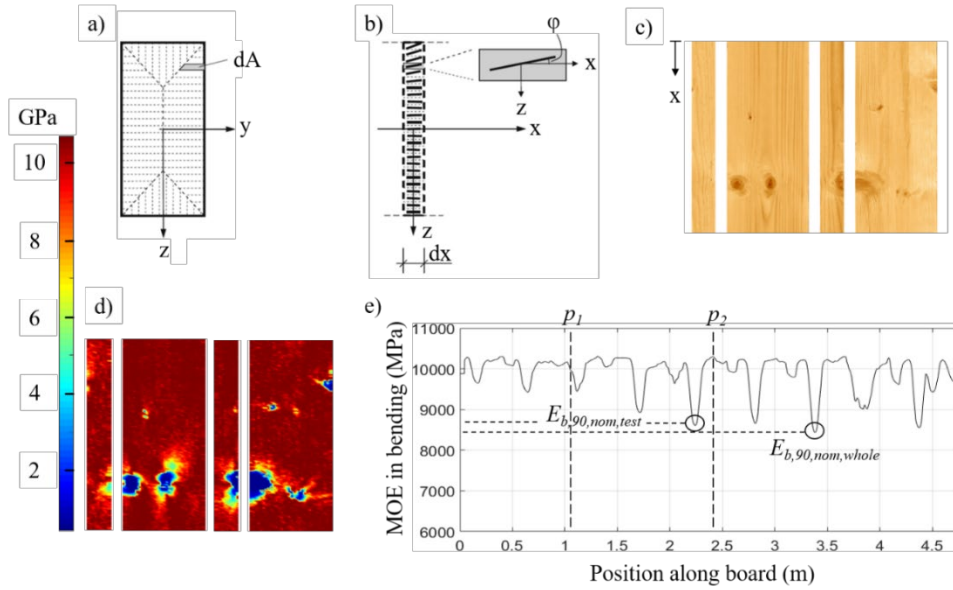 a)
dA
y
z
b)
φ
x
z
x
z
dx
c)
x
GPa
10
8
6
4
2
d)
e)
p1
p2
11000
10000
9000
8000
7000
6000
MOE in bending (MPa)
Eb,90,nom,test
Eb,90,nom,whole
0
0.5
1
1.5
2
2.5
3
3.5
4
4.5
Position along board (m)